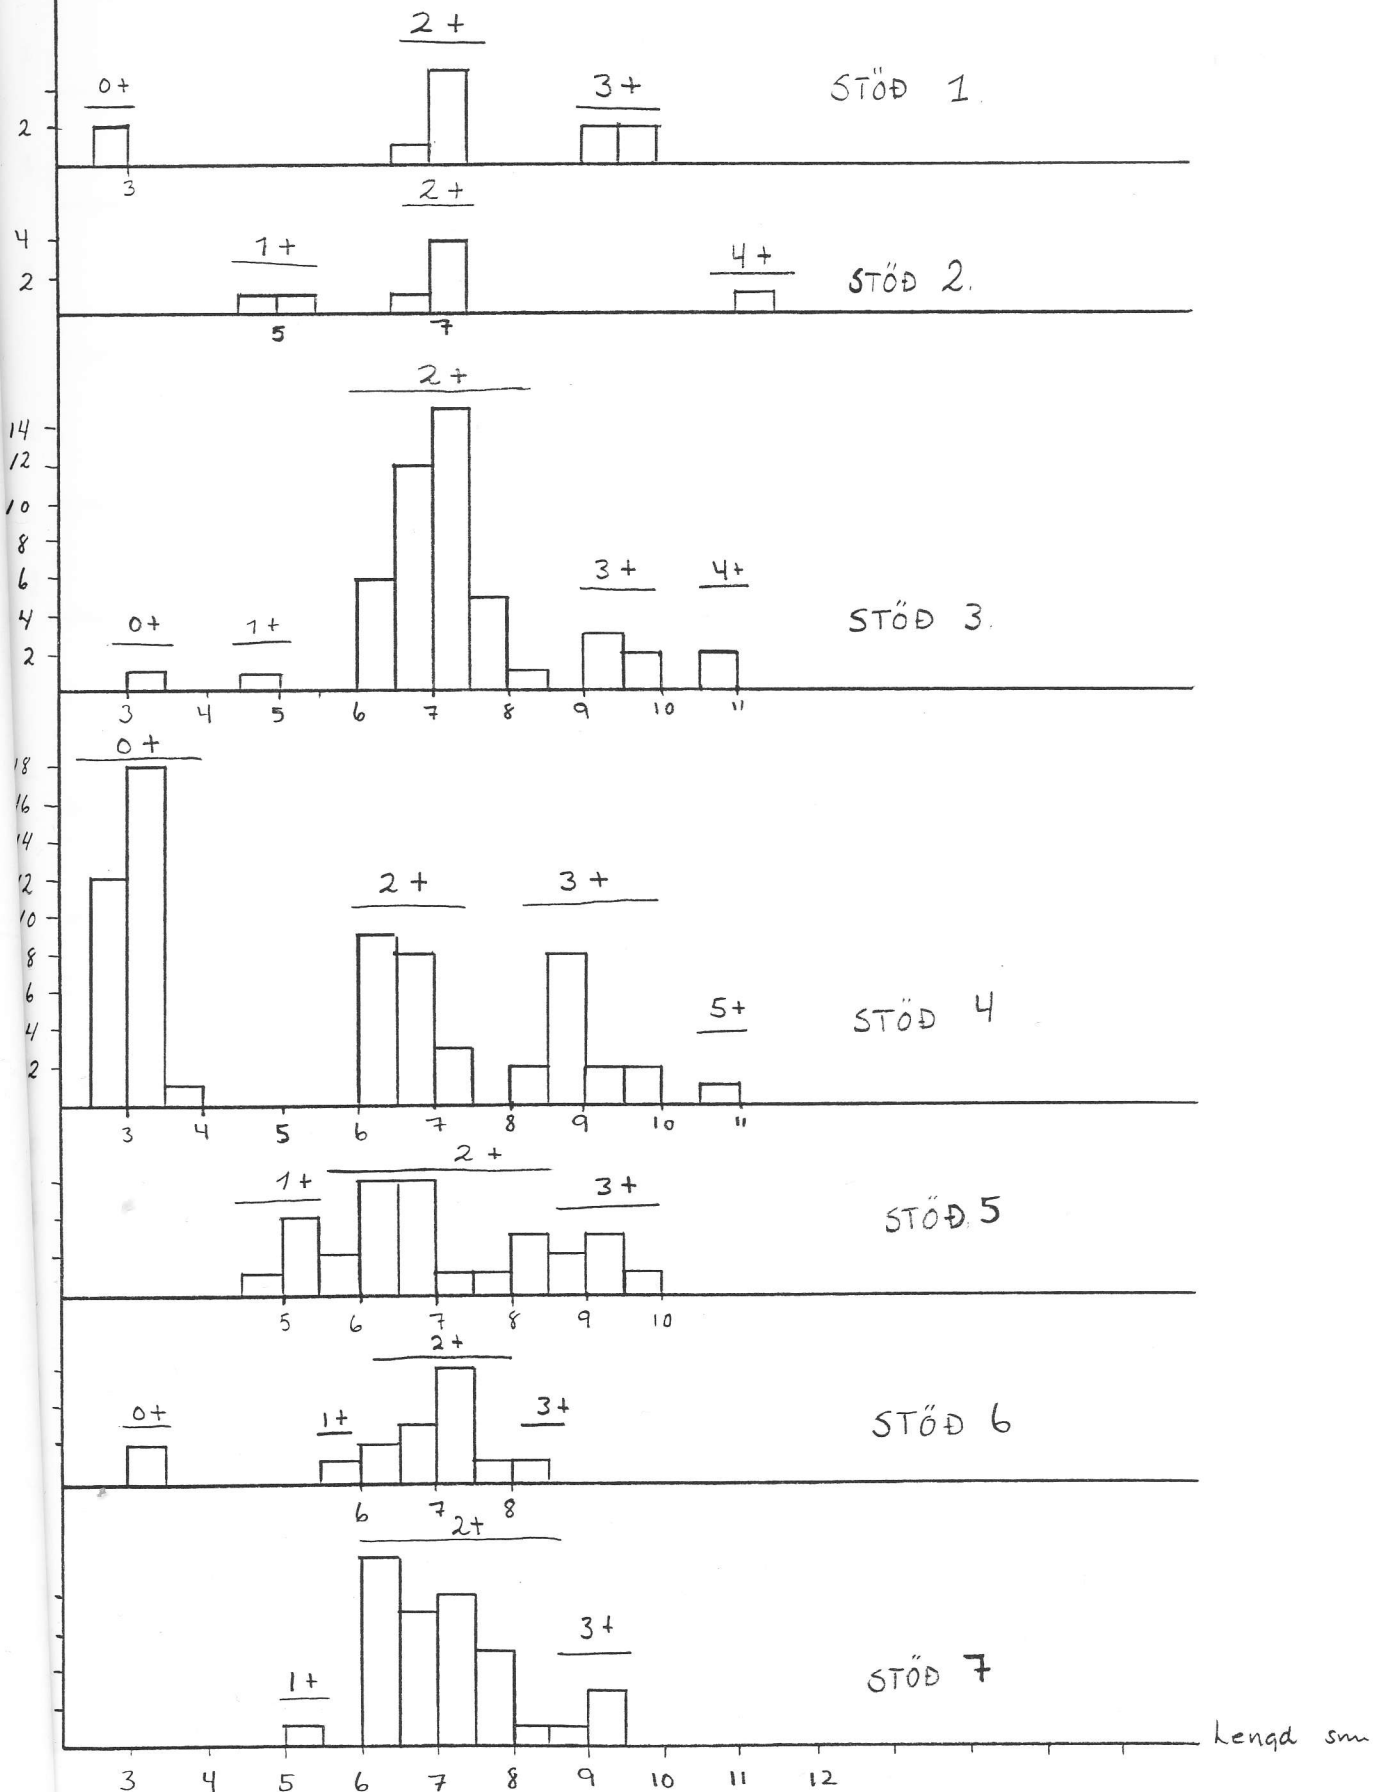 2 +
0+ 3+ STÖÐ 1.
2
3
2+
4 1+ 4+
2 STÖÐ 2.
5 7
2+
14
12
10
8
6 3+ 4+
4 0+ 1+ STÖÐ 3.
2
3 4 5 6 7 8 9 10 11
0+
18
16
14
12 2+ 3+
10
8
6 5+
4 STÖÐ 4
2
3 4 5 6 7 8 9 10 11
2+
1+ 3+ STÖÐ 5
5 6 7 8 9 10
2+
0+ 1+ 3+ STÖÐ 6
6 7 8
2+
3+
1+ STÖÐ 7
Lengd sm
3 4 5 6 7 8 9 10 11 12